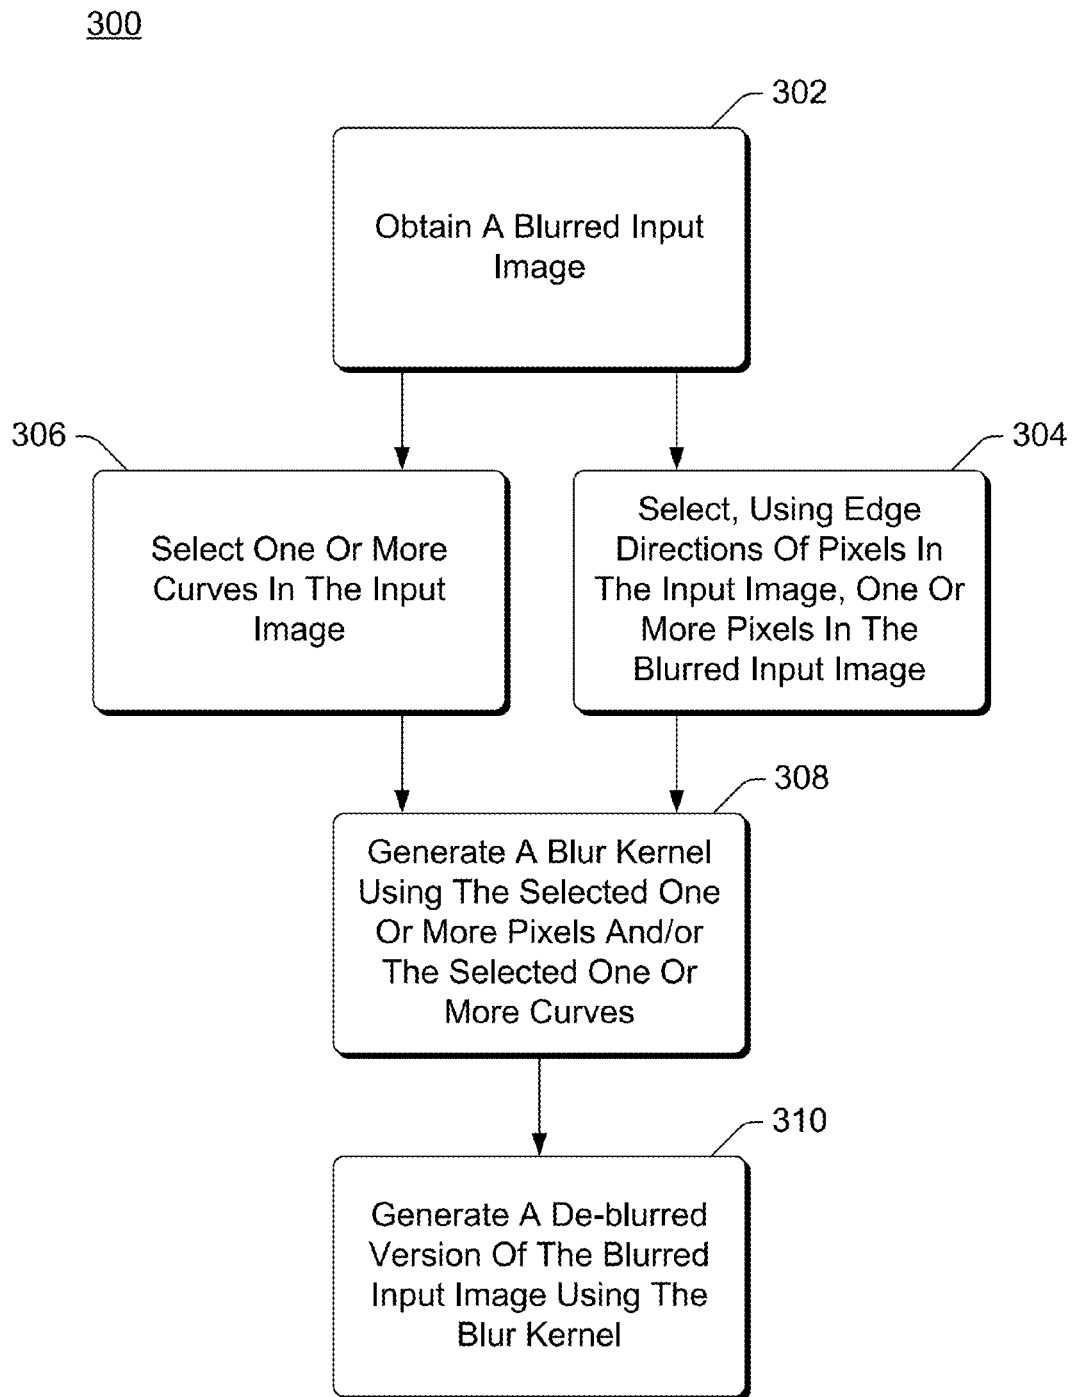 300
302
Obtain A Blurred Input
Image
306
Select One Or More
Curves In The Input
Image
304
Select, Using Edge
Directions Of Pixels In
The Input Image, One Or
More Pixels In The
Blurred Input Image
308
Generate A Blur Kernel
Using The Selected One
Or More Pixels And/or
The Selected One Or
More Curves
310
Generate A De-blurred
Version Of The Blurred
Input Image Using The
Blur Kernel